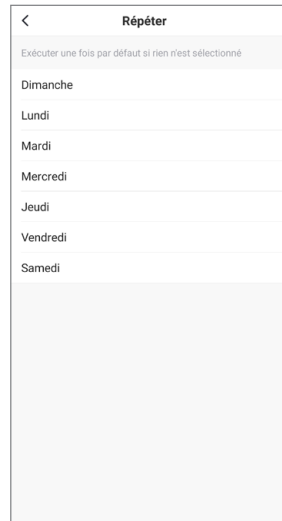 Répéter
Exécuter une fois par défaut si rien n'est sélectionné
Dimanche
Lundi
Mardi
Mercredi
Jeudi
Vendredi
Samedi